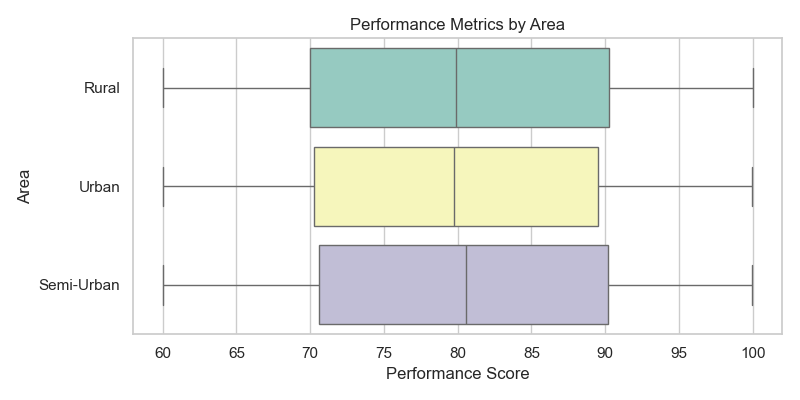 Performance Metrics by Area
Rural
Urban
Semi-Urban
Area
60 65 70 75 80 85 90 95 100
Performance Score